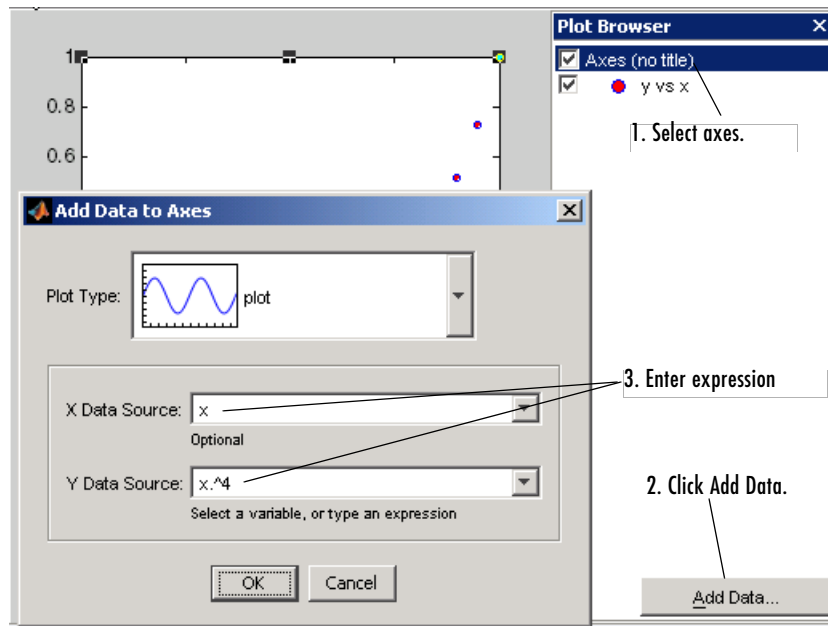 Plot Browser
1
Axes (no title)
y vs x
0.8
1. Select axes.
0.6
Add Data to Axes
Plot Type:
plot
3. Enter expression
X Data Source:
x
Optional
Y Data Source:
x.^4
2. Click Add Data.
Select a variable, or type an expression
OK
Cancel
Add Data...